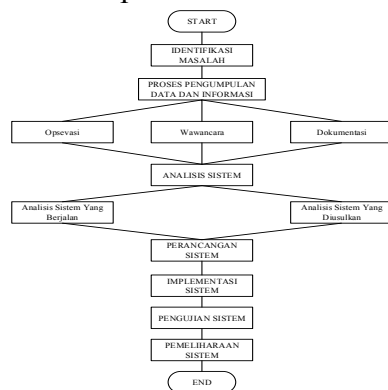 START
IDENTIFIKASI
MASALAH
PROSES PENGUMPULAN
DATA DAN INFORMASI
Opsevasi
Wawancara
Dokumentasi
ANALISIS SISTEM
Analisis Sistem Yang
Berjalan
Analisis Sistem Yang
Diusulkan
PERANCANGAN
SISTEM
IMPLEMENTASI
SISTEM
PENGUJIAN SISTEM
PEMELIHARAAN
SISTEM
END